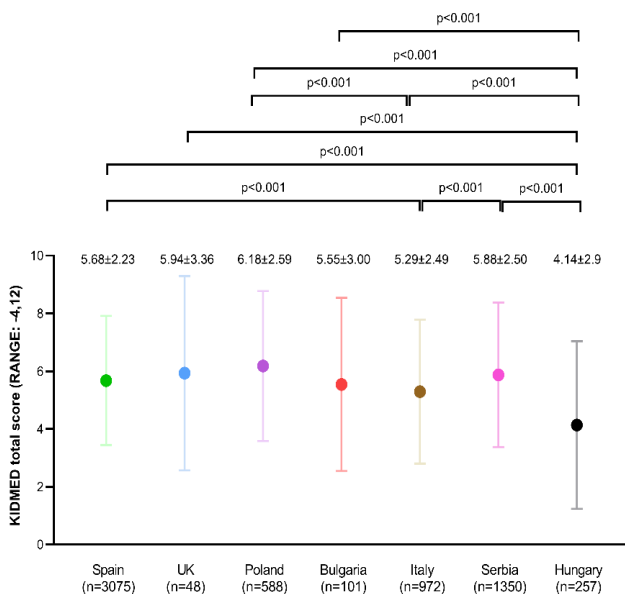 p<0.001
p<0.001
p<0.001 p<0.001
p<0.001
p<0.001
p<0.001 p<0.001 p<0.001
KIDMED total score (RANGE: -4,12)
10
8
6
4
2
0
5.68±2.23 5.94±3.36 6.18±2.59 5.55±3.00 5.29±2.49 5.88±2.50 4.14±2.9
Spain UK Poland Bulgaria Italy Serbia Hungary
(n=3075) (n=48) (n=588) (n=101) (n=972) (n=1350) (n=257)